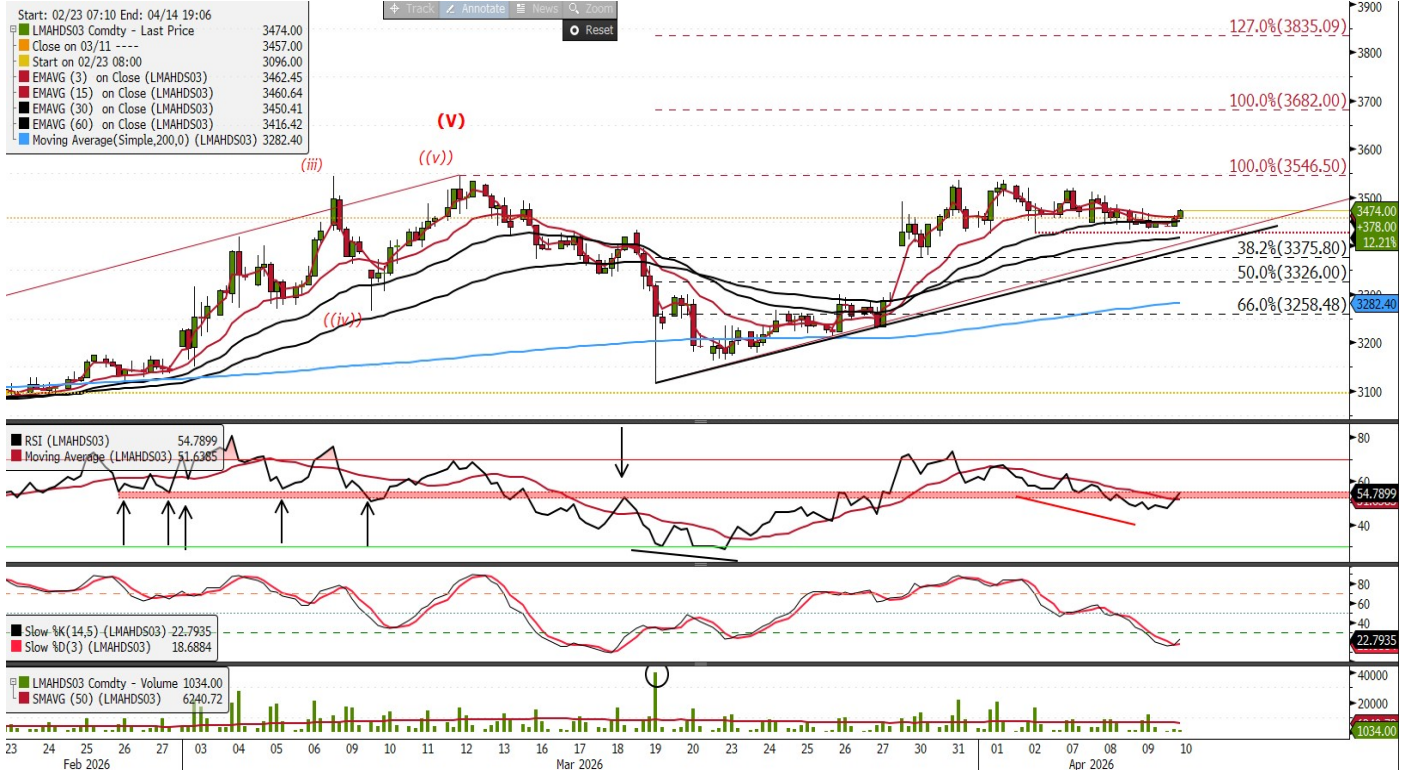 Start: 02/23 07:10 End: 04/14 19:06
LMAHDS03 Comdty - Last Price 3474.00
Close on 03/11 ---- 3457.00
Start on 02/23 08:00 3096.00
EMAVG (3) on Close (LMAHDS03) 3462.45
EMAVG (15) on Close (LMAHDS03) 3460.64
EMAVG (30) on Close (LMAHDS03) 3450.41
EMAVG (60) on Close (LMAHDS03) 3416.42
Moving Average(Simple,200,0) (LMAHDS03) 3282.40
Track Annotate News Zoom
Reset
(iii)
((iv))
((v))
(V)
127.0%(3835.09)
100.0%(3682.00)
100.0%(3546.50)
38.2%(3375.80)
50.0%(3326.00)
66.0%(3258.48)
3900
3800
3700
3600
3500
3474.00
+378.00
12.21%
3282.40
3200
3100
RSI (LMAHDS03) 54.7899
Moving Average (LMAHDS03) 51.6385
80
60
54.7899
40
Slow %K(14,5) (LMAHDS03) 22.7935
Slow %D(3) (LMAHDS03) 18.6884
80
60
40
22.7935
LMAHDS03 Comdty - Volume 1034.00
SMAVG (50) (LMAHDS03) 6240.72
40000
20000
1034.00
23 24 25 26 27 03 04 05 06 09 10 11 12 13 16 17 18 19 20 23 24 25 26 27 30 31 01 02 07 08 09 10
Feb 2026 Mar 2026 Apr 2026